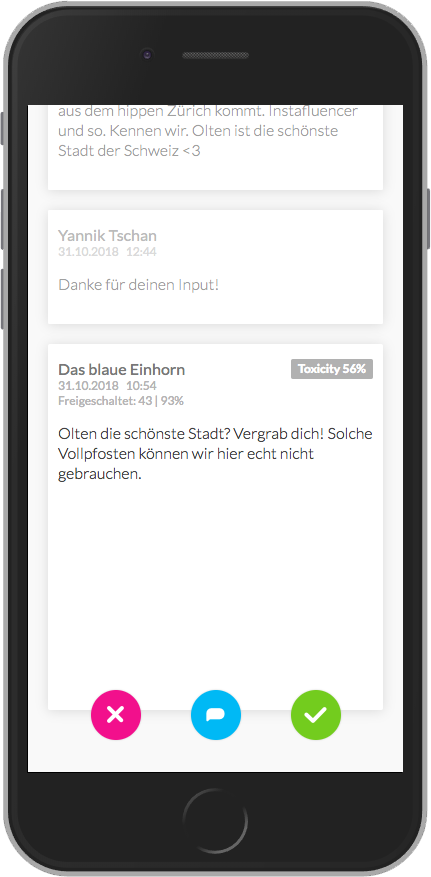 aus dem hippen Zürich kommt. Instafluencer
und so. Kennen wir. Olten ist die schönste
Stadt der Schweiz <3
Yannik Tschan
31.10.2018 12:44
Danke für deinen Input!
Das blaue Einhorn
Toxicity 56%
31.10.2018 10:54
Freigeschaltet: 43 | 93%
Olten die schönste Stadt? Vergrab dich! Solche
Vollpfosten können wir hier echt nicht
gebrauchen.